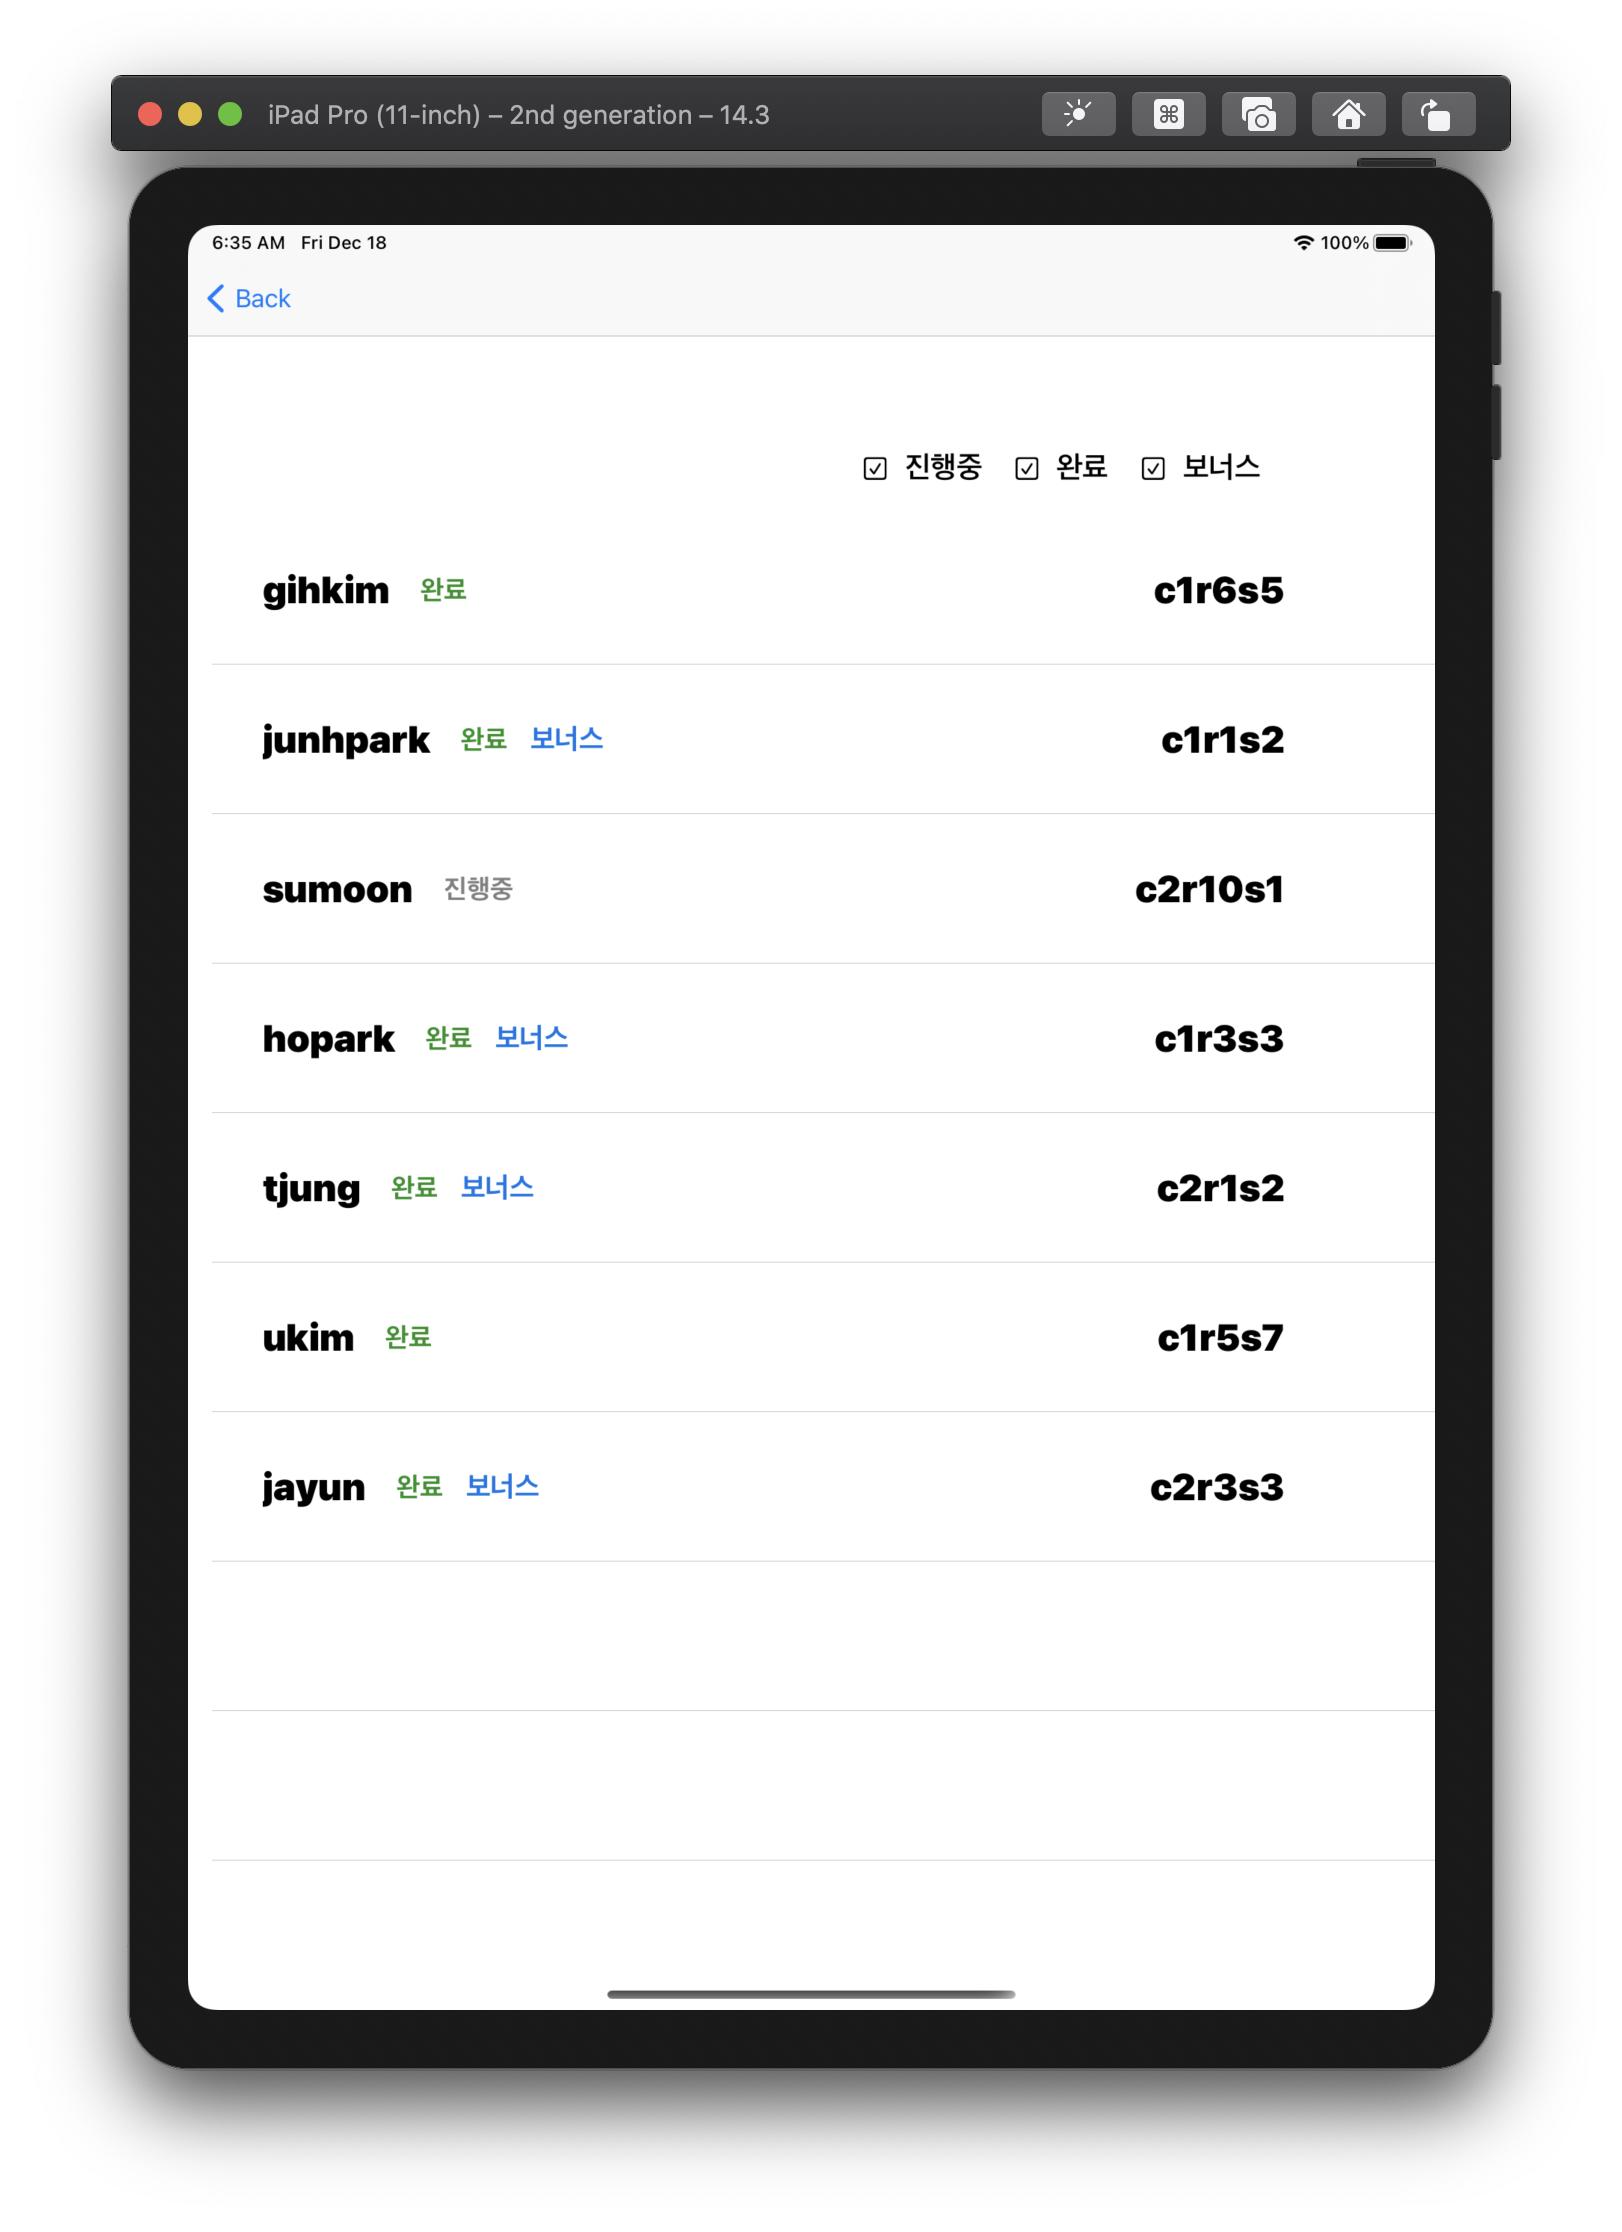 iPad Pro (11-inch) – 2nd generation – 14.3
6:35 AM Fri Dec 18 100%
Back
진행중 완료 보너스
gihkim 완료 c1r6s5
junhpark 완료 보너스 c1r1s2
sumoon 진행중 c2r10s1
hopark 완료 보너스 c1r3s3
tjung 완료 보너스 c2r1s2
ukim 완료 c1r5s7
jayun 완료 보너스 c2r3s3